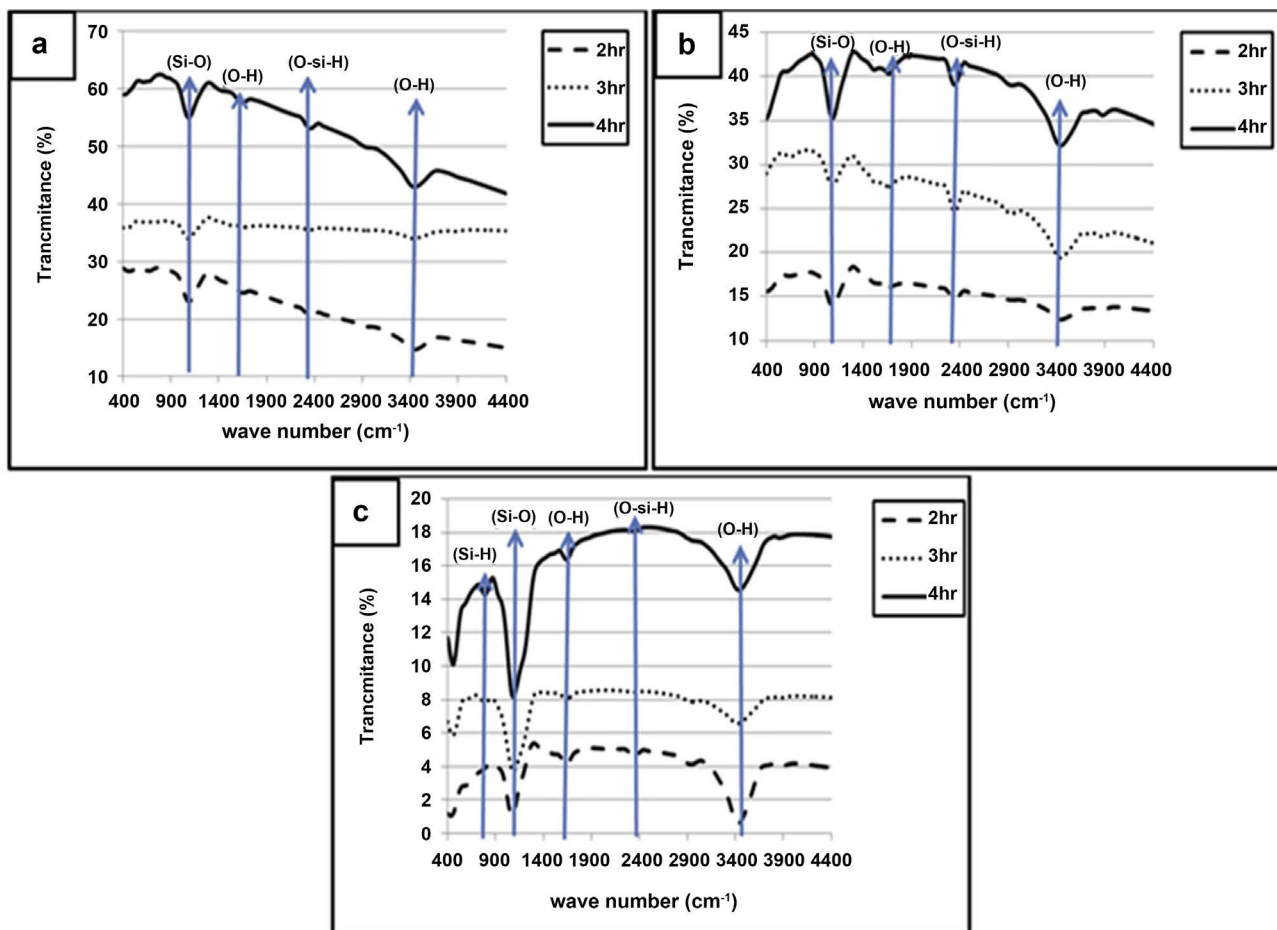 a
(Si-O)
(O-H)
(O-si-H)
(O-H)
2hr
3hr
4hr
70
60
50
40
30
20
10
Trancmitance (%)
400 900 1400 1900 2400 2900 3400 3900 4400
wave number (cm⁻¹)
b
(Si-O)
(O-H)
(O-si-H)
(O-H)
2hr
3hr
4hr
45
40
35
30
25
20
15
10
Trancmitance (%)
400 900 1400 1900 2400 2900 3400 3900 4400
wave number (cm⁻¹)
c
(Si-H)
(Si-O)
(O-H)
(O-si-H)
(O-H)
2hr
3hr
4hr
20
18
16
14
12
10
8
6
4
2
0
Trancmitance (%)
400 900 1400 1900 2400 2900 3400 3900 4400
wave number (cm⁻¹)